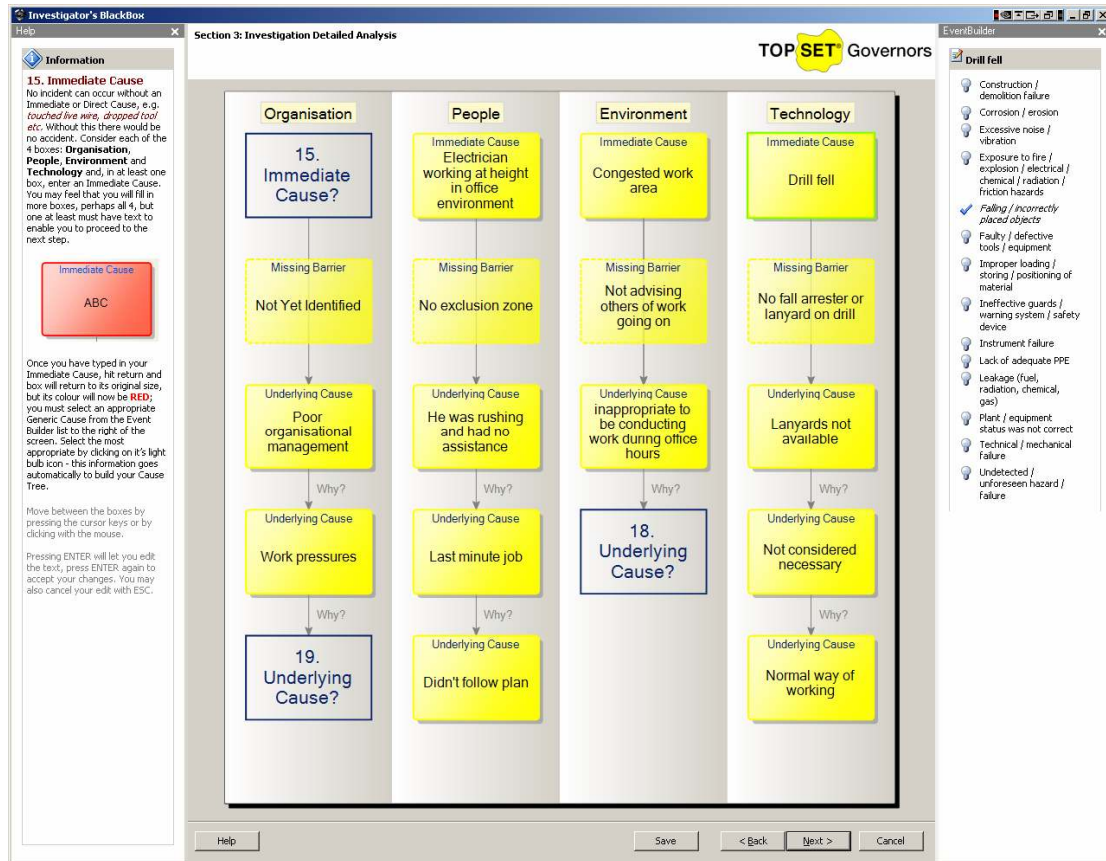 Investigator's BlackBox
Help
Information
15. Immediate Cause
No incident can occur without an
Immediate or Direct Cause, e.g.
touched live wire, dropped tool
etc. Without this there would be
no accident. Consider each of the
4 boxes: Organisation,
People, Environment and
Technology and, in at least one
box, enter an Immediate Cause.
You may feel that you will fill in
more boxes, perhaps all 4, but
one at least must have text to
enable you to proceed to the
next step.
Immediate Cause
ABC
Once you have typed in your
Immediate Cause, hit return and
box will return to its original size,
but its colour will now be RED;
you must select an appropriate
Generic Cause from the Event
Builder list to the right of the
screen. Select the most
appropriate by clicking on it's light
bulb icon - this information goes
automatically to build your Cause
Tree.
Move between the boxes by
pressing the cursor keys or by
clicking with the mouse.
Pressing ENTER will let you edit
the text, press ENTER again to
accept your changes. You may
also cancel your edit with ESC.
Section 3: Investigation Detailed Analysis
TOP SET® Governors
Organisation
15.
Immediate
Cause?
Missing Barrier
Not Yet Identified
Underlying Cause
Poor
organisational
management
Why?
Underlying Cause
Work pressures
Why?
19.
Underlying
Cause?
People
Immediate Cause
Electrician
working at height
in office
environment
Missing Barrier
No exclusion zone
Underlying Cause
He was rushing
and had no
assistance
Why?
Underlying Cause
Last minute job
Why?
Underlying Cause
Didn't follow plan
Environment
Immediate Cause
Congested work
area
Missing Barrier
Not advising
others of work
going on
Underlying Cause
inappropriate to
be conducting
work during office
hours
Why?
18.
Underlying
Cause?
Technology
Immediate Cause
Drill fell
Missing Barrier
No fall arrester or
lanyard on drill
Underlying Cause
Lanyards not
available
Why?
Underlying Cause
Not considered
necessary
Why?
Underlying Cause
Normal way of
working
Help
Save
< Back
Next >
Cancel
EventBuilder
Drill fell
Construction /
demolition failure
Corrosion / erosion
Excessive noise /
vibration
Exposure to fire /
explosion / electrical /
chemical / radiation /
friction hazards
Falling / incorrectly
placed objects
Faulty / defective
tools / equipment
Improper loading /
storing / positioning of
material
Ineffective guards /
warning system / safety
device
Instrument failure
Lack of adequate PPE
Leakage (fuel,
radiation, chemical,
gas)
Plant / equipment
status was not correct
Technical / mechanical
failure
Undetected /
unforeseen hazard /
failure